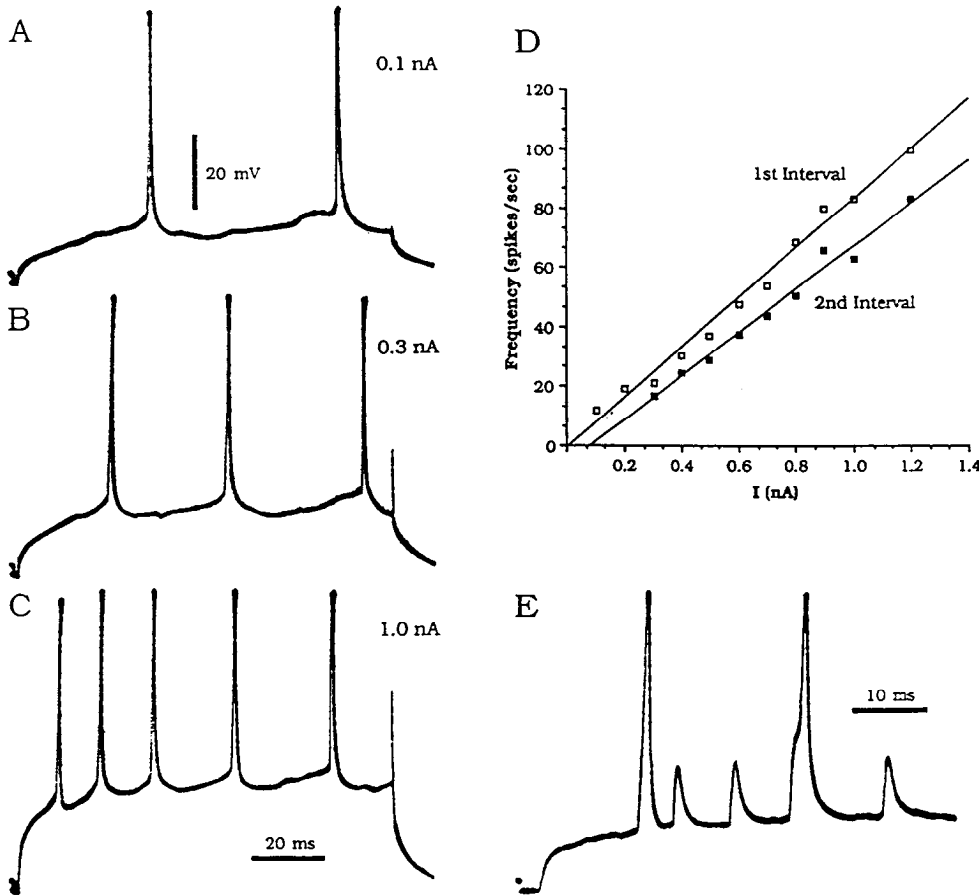 A
0.1 nA
20 mV
B
0.3 nA
C
1.0 nA
20 ms
D
Frequency (spikes/sec)
120
100
80
60
40
20
0
1st Interval
2nd Interval
0.2
0.4
0.6
0.8
1.0
1.2
1.4
I (nA)
E
10 ms